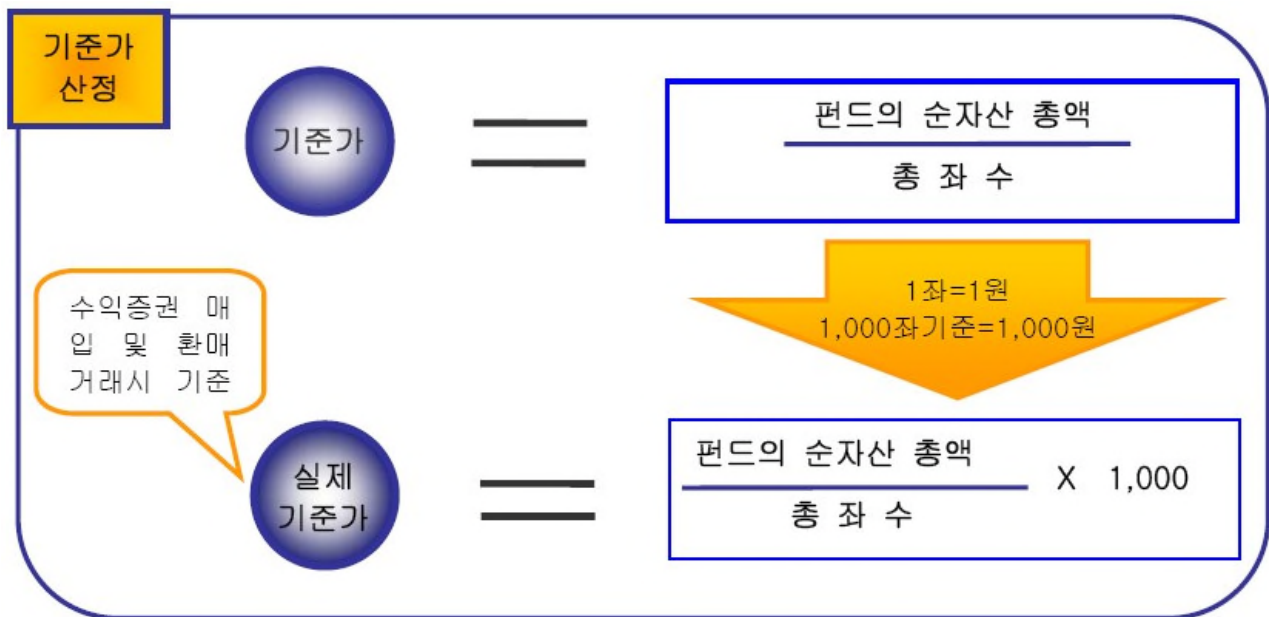 기준가
산정
기준가
펀드의 순자산 총액
총 좌 수
1좌=1원
1,000좌기준=1,000원
수익증권 매
입 및 환매
거래시 기준
실제
기준가
펀드의 순자산 총액
X 1,000
총 좌 수